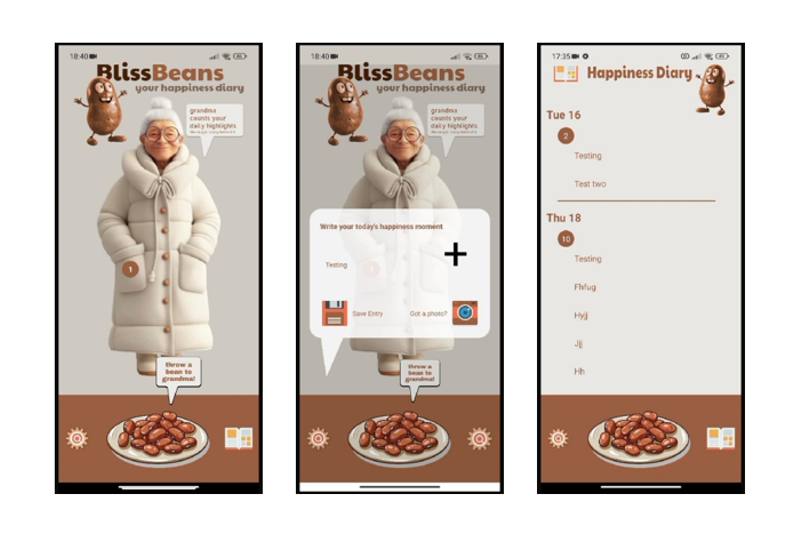 18:40
BlissBeans
your happiness diary
grandma
counts your
daily highlights
1
throw a
bean to
grandma!
18:40
BlissBeans
your happiness diary
grandma
counts your
daily highlights
Write your today's happiness moment
Testing
1
Save Entry
Got a photo?
throw a
bean to
grandma!
17:35
Happiness Diary
Tue 16
2
Testing
Test two
Thu 18
10
Testing
Fhfug
Hyjj
Jjj
Hh